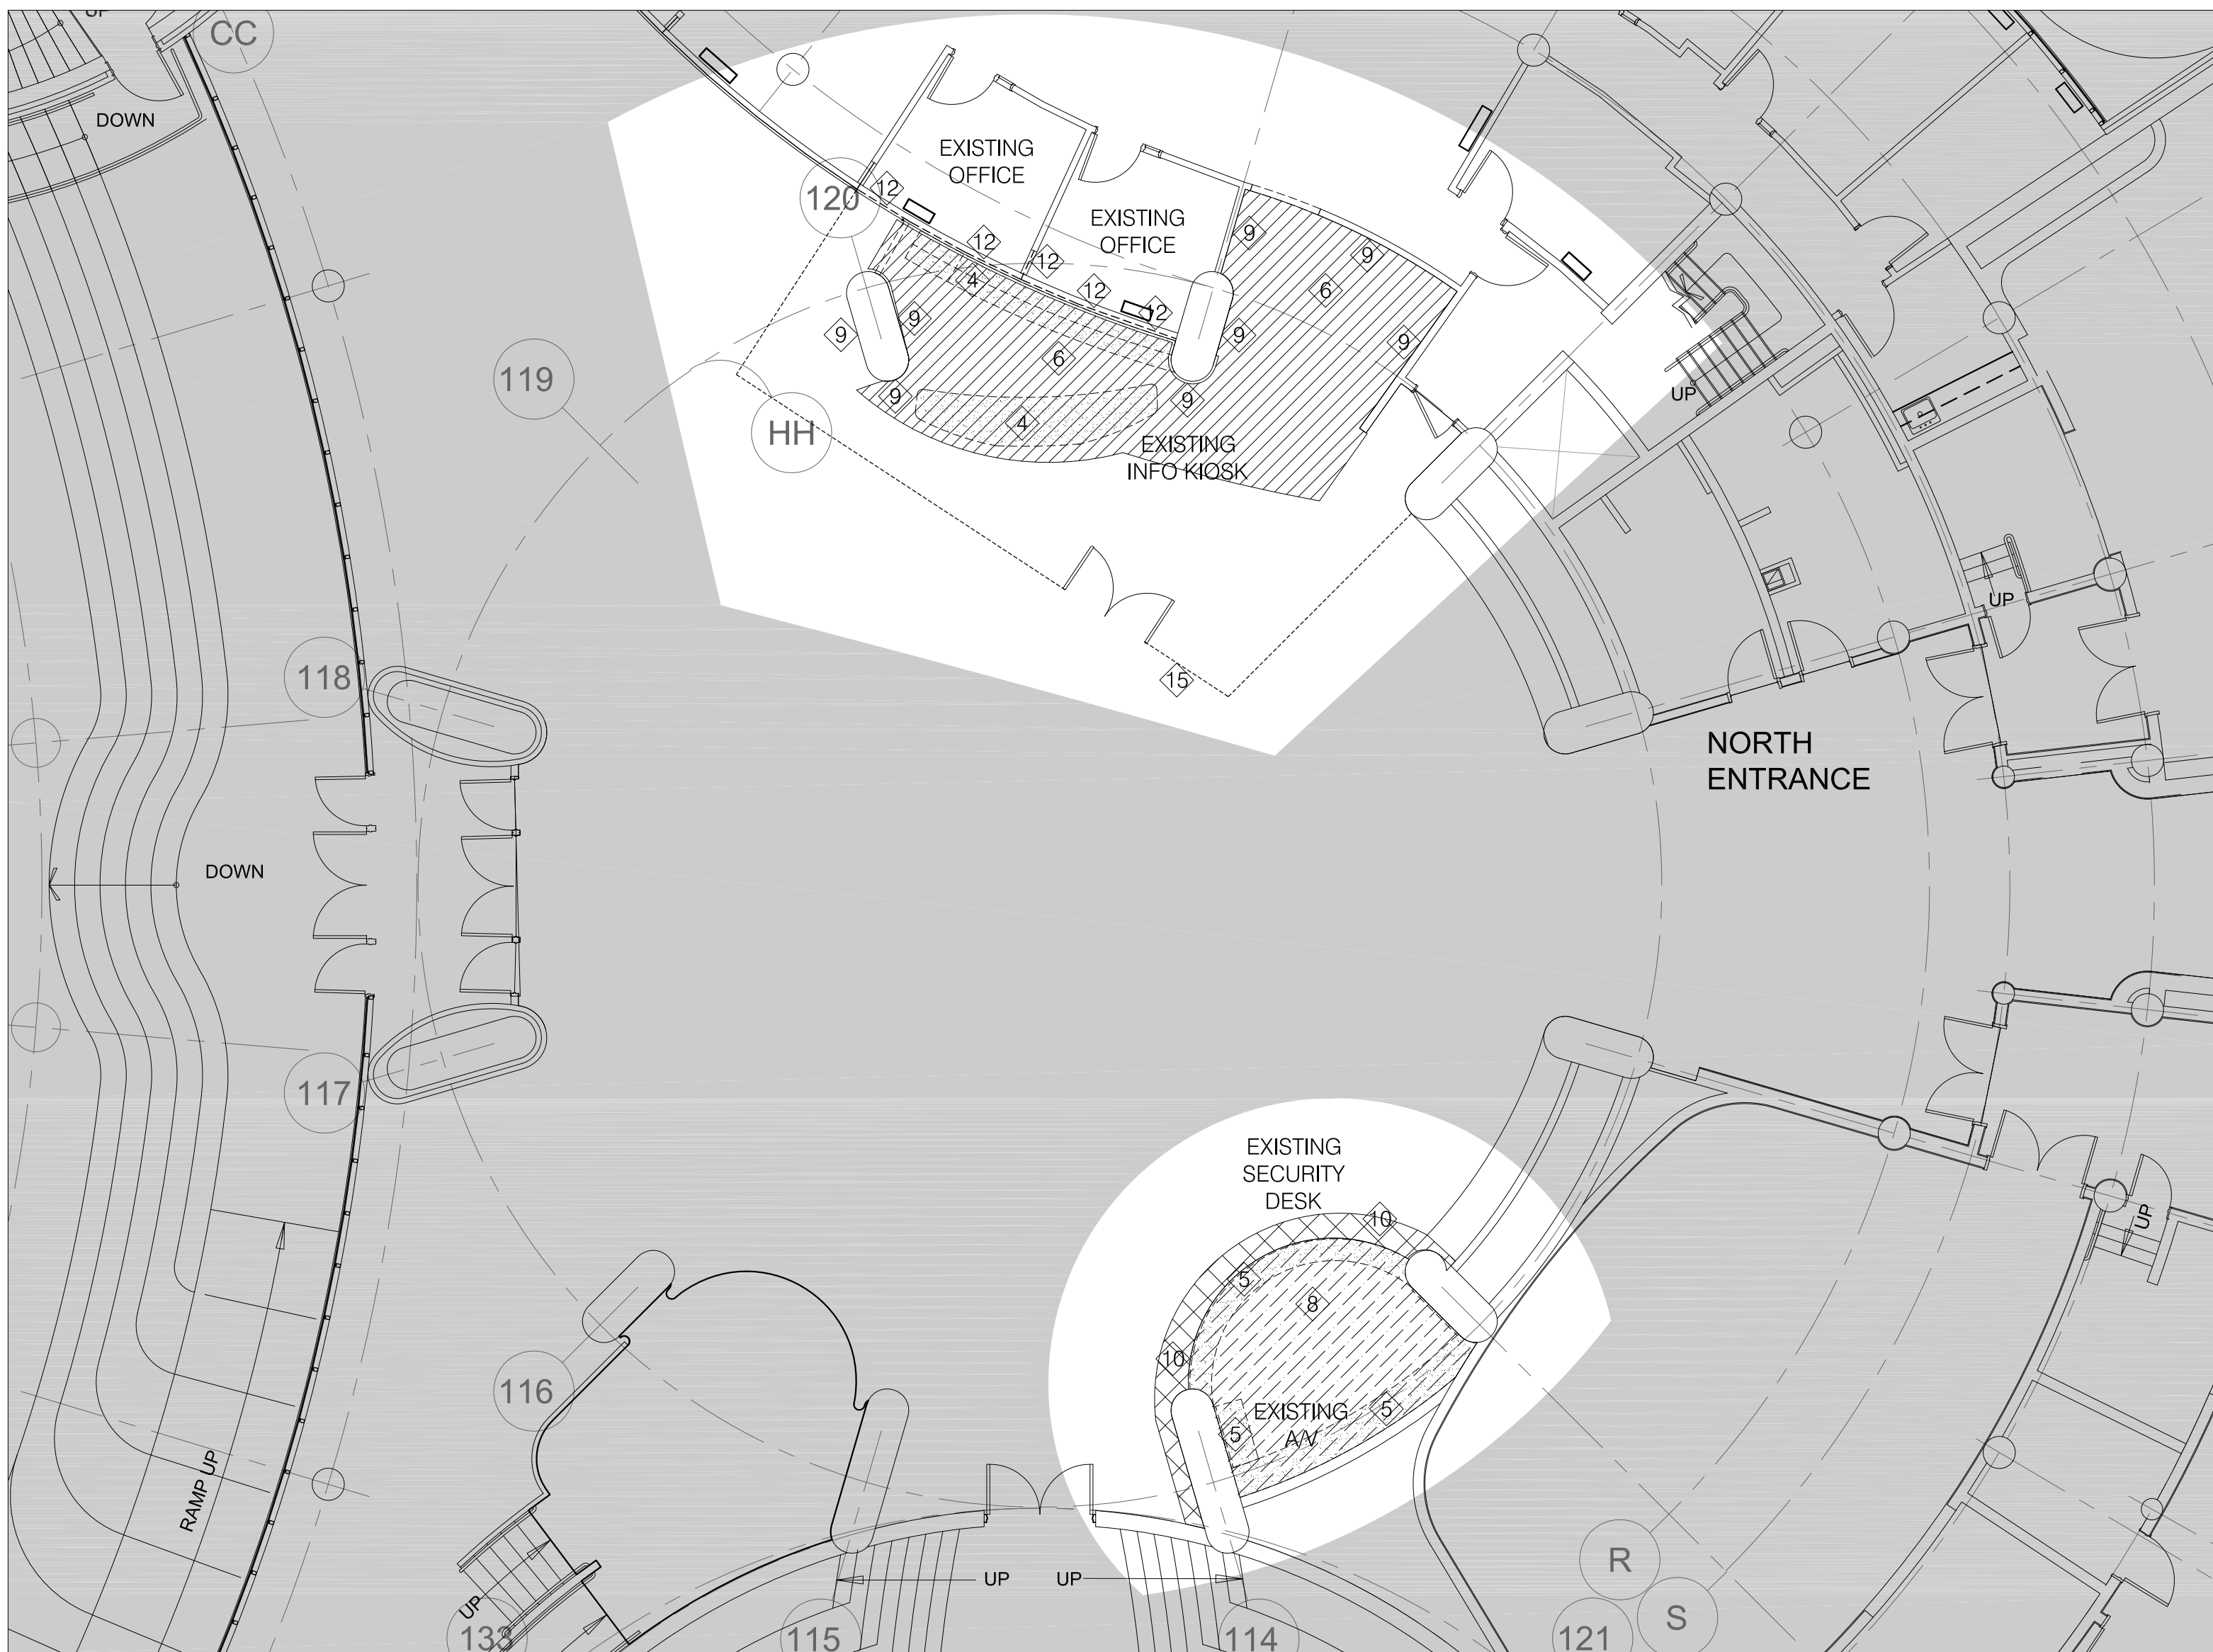 UP
CC
DOWN
EXISTING
OFFICE
120
12
EXISTING
OFFICE
9
12
12
9
4
12
6
12
9
9
9
9
6
119
9
9
UP
HH
4
EXISTING
INFO KIOSK
UP
118
15
NORTH
ENTRANCE
DOWN
117
EXISTING
SECURITY
DESK
10
UP
5
8
10
116
5
EXISTING
A/V
5
RAMP UP
R
UP
UP
UP
S
133
115
114
121